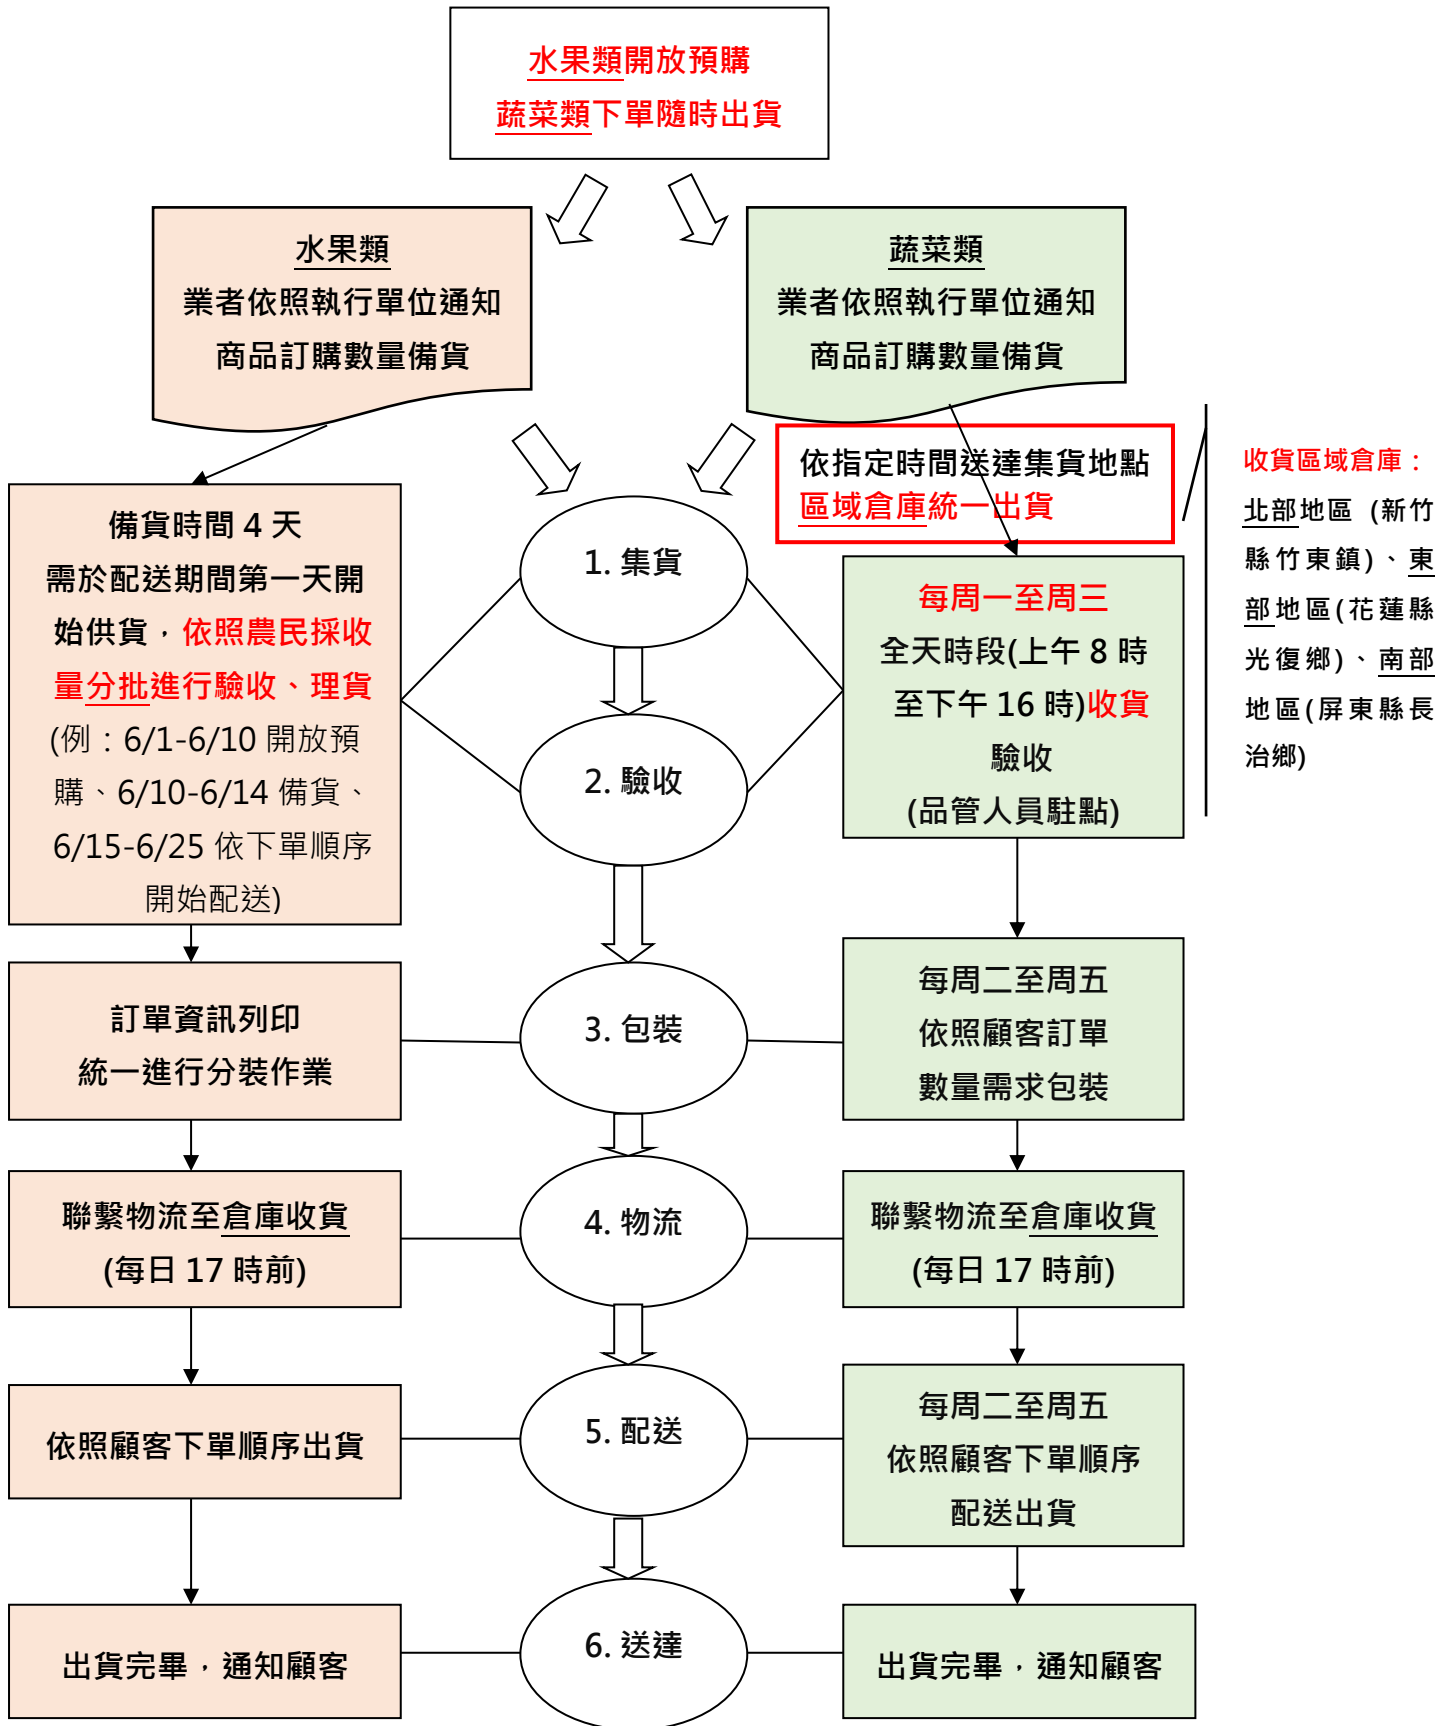 水果類開放預購
蔬菜類下單隨時出貨
水果類
業者依照執行單位通知
商品訂購數量備貨
蔬菜類
業者依照執行單位通知
商品訂購數量備貨
依指定時間送達集貨地點
區域倉庫統一出貨
收貨區域倉庫：
北部地區 (新竹
縣竹東鎮)、東
部地區(花蓮縣
光復鄉)、南部
地區(屏東縣長
治鄉)
備貨時間 4 天
需於配送期間第一天開
始供貨，依照農民採收
量分批進行驗收、理貨
(例：6/1-6/10 開放預
購、6/10-6/14 備貨、
6/15-6/25 依下單順序
開始配送)
1. 集貨
2. 驗收
每周一至周三
全天時段(上午 8 時
至下午 16 時)收貨
驗收
(品管人員駐點)
訂單資訊列印
統一進行分裝作業
3. 包裝
每周二至周五
依照顧客訂單
數量需求包裝
聯繫物流至倉庫收貨
(每日 17 時前)
4. 物流
聯繫物流至倉庫收貨
(每日 17 時前)
依照顧客下單順序出貨
5. 配送
每周二至周五
依照顧客下單順序
配送出貨
出貨完畢，通知顧客
6. 送達
出貨完畢，通知顧客